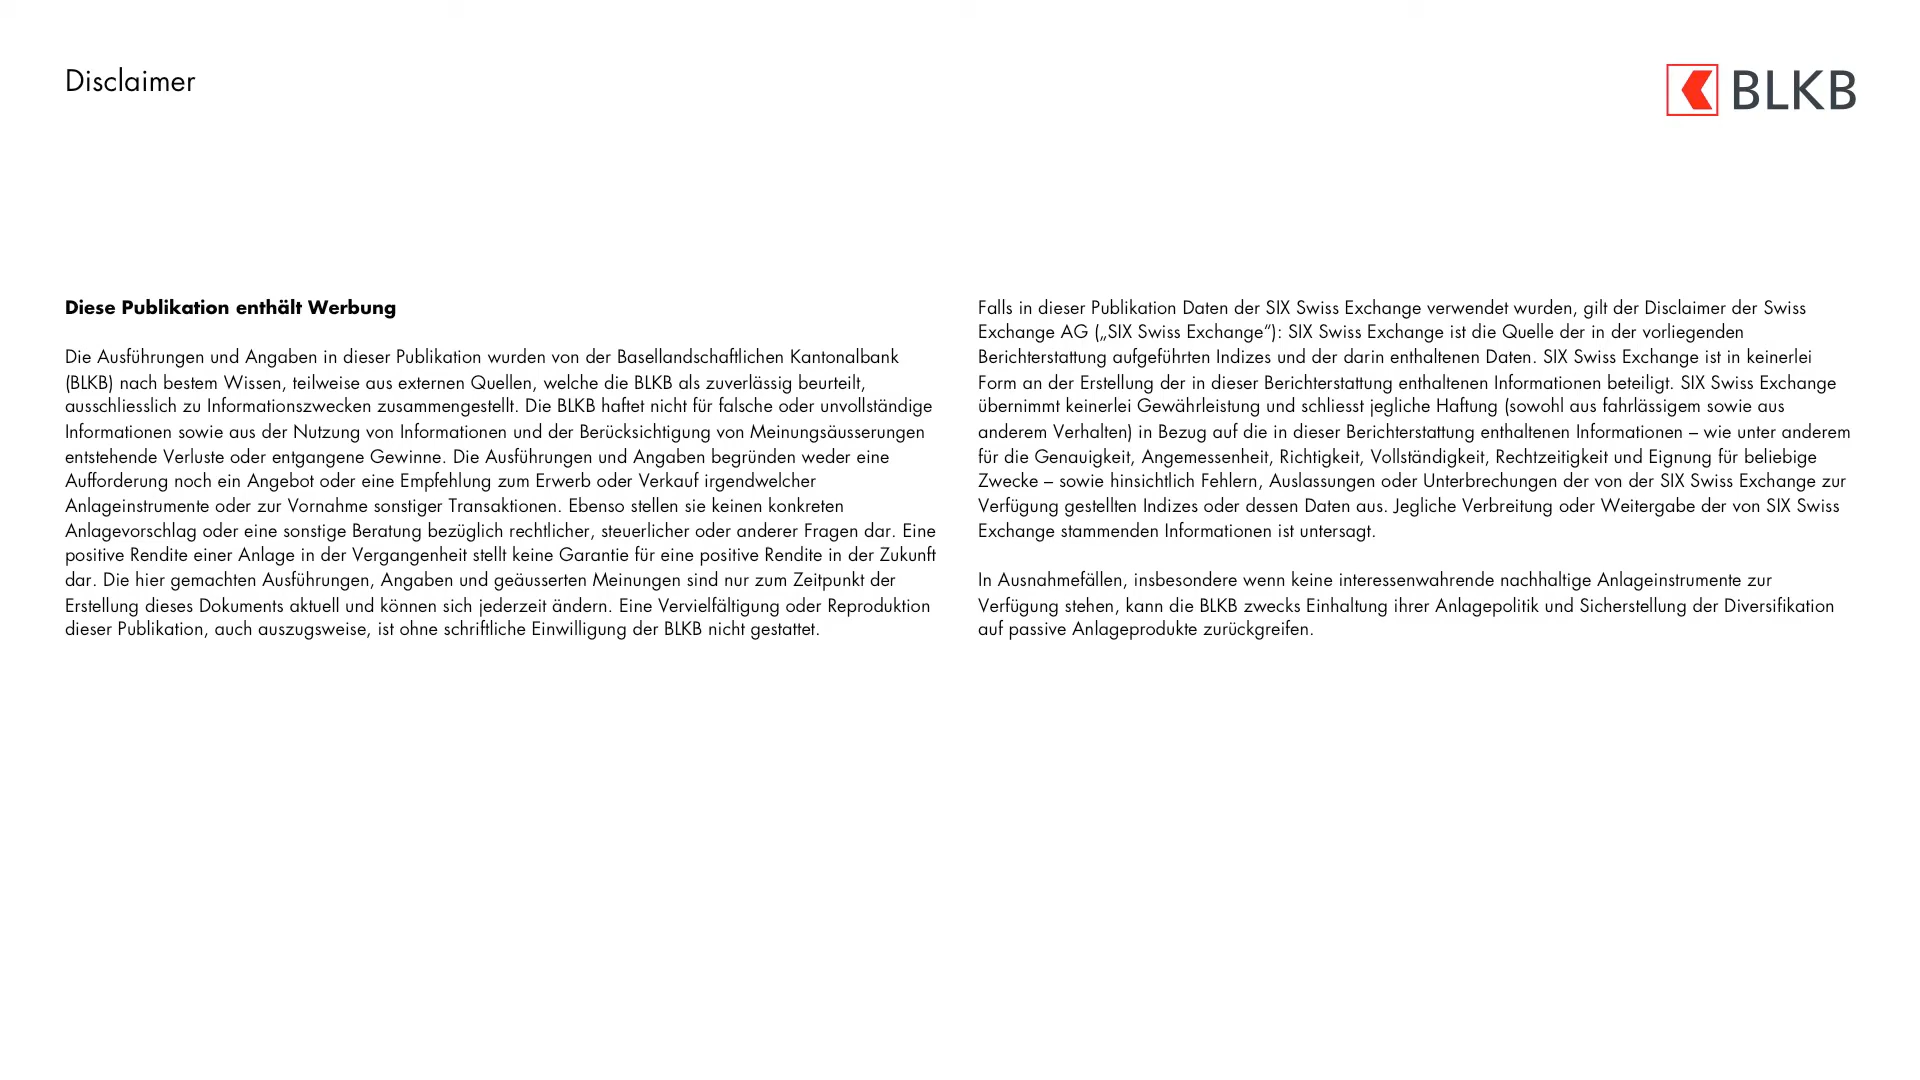 Disclaimer
BLKB
Diese Publikation enthält Werbung
Die Ausführungen und Angaben in dieser Publikation wurden von der Basellandschaftlichen Kantonalbank
(BLKB) nach bestem Wissen, teilweise aus externen Quellen, welche die BLKB als zuverlässig beurteilt,
ausschliesslich zu Informationszwecken zusammengestellt. Die BLKB haftet nicht für falsche oder unvollständige
Informationen sowie aus der Nutzung von Informationen und der Berücksichtigung von Meinungsäusserungen
entstehende Verluste oder entgangene Gewinne. Die Ausführungen und Angaben begründen weder eine
Aufforderung noch ein Angebot oder eine Empfehlung zum Erwerb oder Verkauf irgendwelcher
Anlageinstrumente oder zur Vornahme sonstiger Transaktionen. Ebenso stellen sie keinen konkreten
Anlagevorschlag oder eine sonstige Beratung bezüglich rechtlicher, steuerlicher oder anderer Fragen dar. Eine
positive Rendite einer Anlage in der Vergangenheit stellt keine Garantie für eine positive Rendite in der Zukunft
dar. Die hier gemachten Ausführungen, Angaben und geäusserten Meinungen sind nur zum Zeitpunkt der
Erstellung dieses Dokuments aktuell und können sich jederzeit ändern. Eine Vervielfältigung oder Reproduktion
dieser Publikation, auch auszugsweise, ist ohne schriftliche Einwilligung der BLKB nicht gestattet.
Falls in dieser Publikation Daten der SIX Swiss Exchange verwendet wurden, gilt der Disclaimer der Swiss
Exchange AG („SIX Swiss Exchange“): SIX Swiss Exchange ist die Quelle der in der vorliegenden
Berichterstattung aufgeführten Indizes und der darin enthaltenen Daten. SIX Swiss Exchange ist in keinerlei
Form an der Erstellung der in dieser Berichterstattung enthaltenen Informationen beteiligt. SIX Swiss Exchange
übernimmt keinerlei Gewährleistung und schliesst jegliche Haftung (sowohl aus fahrlässigem sowie aus
anderem Verhalten) in Bezug auf die in dieser Berichterstattung enthaltenen Informationen – wie unter anderem
für die Genauigkeit, Angemessenheit, Richtigkeit, Vollständigkeit, Rechtzeitigkeit und Eignung für beliebige
Zwecke – sowie hinsichtlich Fehlern, Auslassungen oder Unterbrechungen der von der SIX Swiss Exchange zur
Verfügung gestellten Indizes oder dessen Daten aus. Jegliche Verbreitung oder Weitergabe der von SIX Swiss
Exchange stammenden Informationen ist untersagt.
In Ausnahmefällen, insbesondere wenn keine interessenwahrende nachhaltige Anlageinstrumente zur
Verfügung stehen, kann die BLKB zwecks Einhaltung ihrer Anlagepolitik und Sicherstellung der Diversifikation
auf passive Anlageprodukte zurückgreifen.